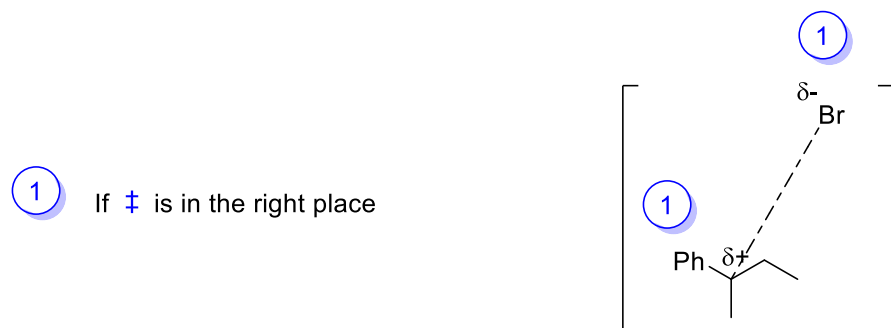 1
δ-
Br
1 If ‡ is in the right place
1
Ph δ+